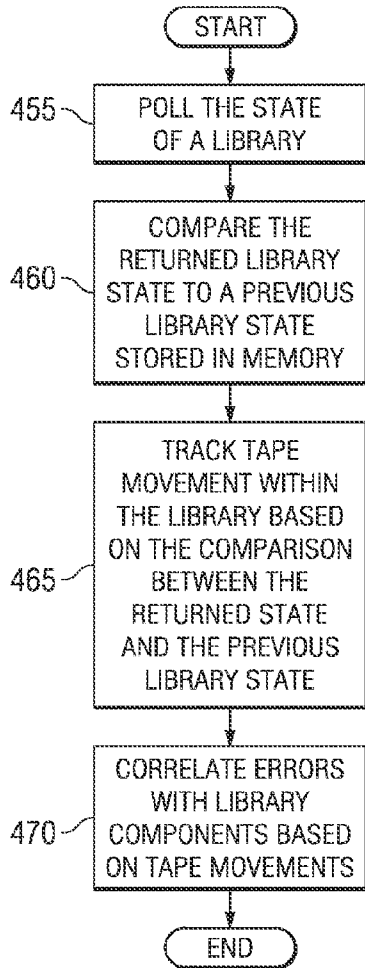 START
455
POLL THE STATE
OF A LIBRARY
460
COMPARE THE
RETURNED LIBRARY
STATE TO A PREVIOUS
LIBRARY STATE
STORED IN MEMORY
465
TRACK TAPE
MOVEMENT WITHIN
THE LIBRARY BASED
ON THE COMPARISON
BETWEEN THE
RETURNED STATE
AND THE PREVIOUS
LIBRARY STATE
470
CORRELATE ERRORS
WITH LIBRARY
COMPONENTS BASED
ON TAPE MOVEMENTS
END